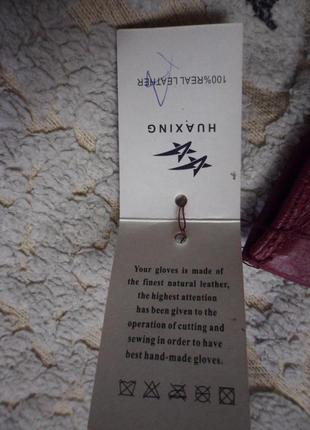 HUAXING
100%REAL LEATHER
Your gloves is made of
the finest natural leather,
the highest attention
has been given to the
operation of cutting and
sewing in order to have
best hand-made gloves.